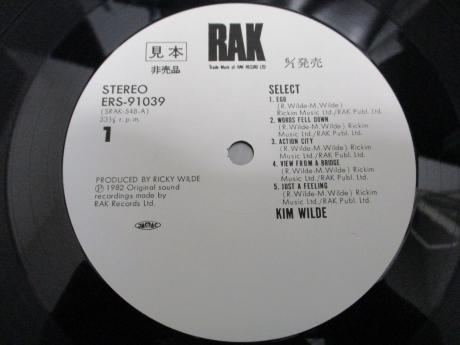 見本
非売品
RAK
Trade Mark of RAK RECORD LTD
発売
STEREO
ERS-91039
(SRAK-548-A)
33⅓ r.p.m.
1
SELECT
1. EGO
(R.Wilde-M.Wilde)
Rickim Music Ltd./RAK Publ. Ltd.
2. WORDS FELL DOWN
(R.Wilde-M.Wilde) Rickim
Music Ltd./RAK Publ. Ltd.
3. ACTION CITY
(R.Wilde-M.Wilde) Rickim
Music Ltd./RAK Publ. Ltd.
4. VIEW FROM A BRIDGE
(R.Wilde-M.Wilde) Rickim
Music Ltd./RAK Publ. Ltd.
5. JUST A FEELING
(R.Wilde-M.Wilde) Rickim
Music Ltd./RAK Publ. Ltd.
KIM WILDE
PRODUCED BY RICKY WILDE
Ⓟ 1982 Original sound
recordings made by
RAK Records Ltd.
JASRAC